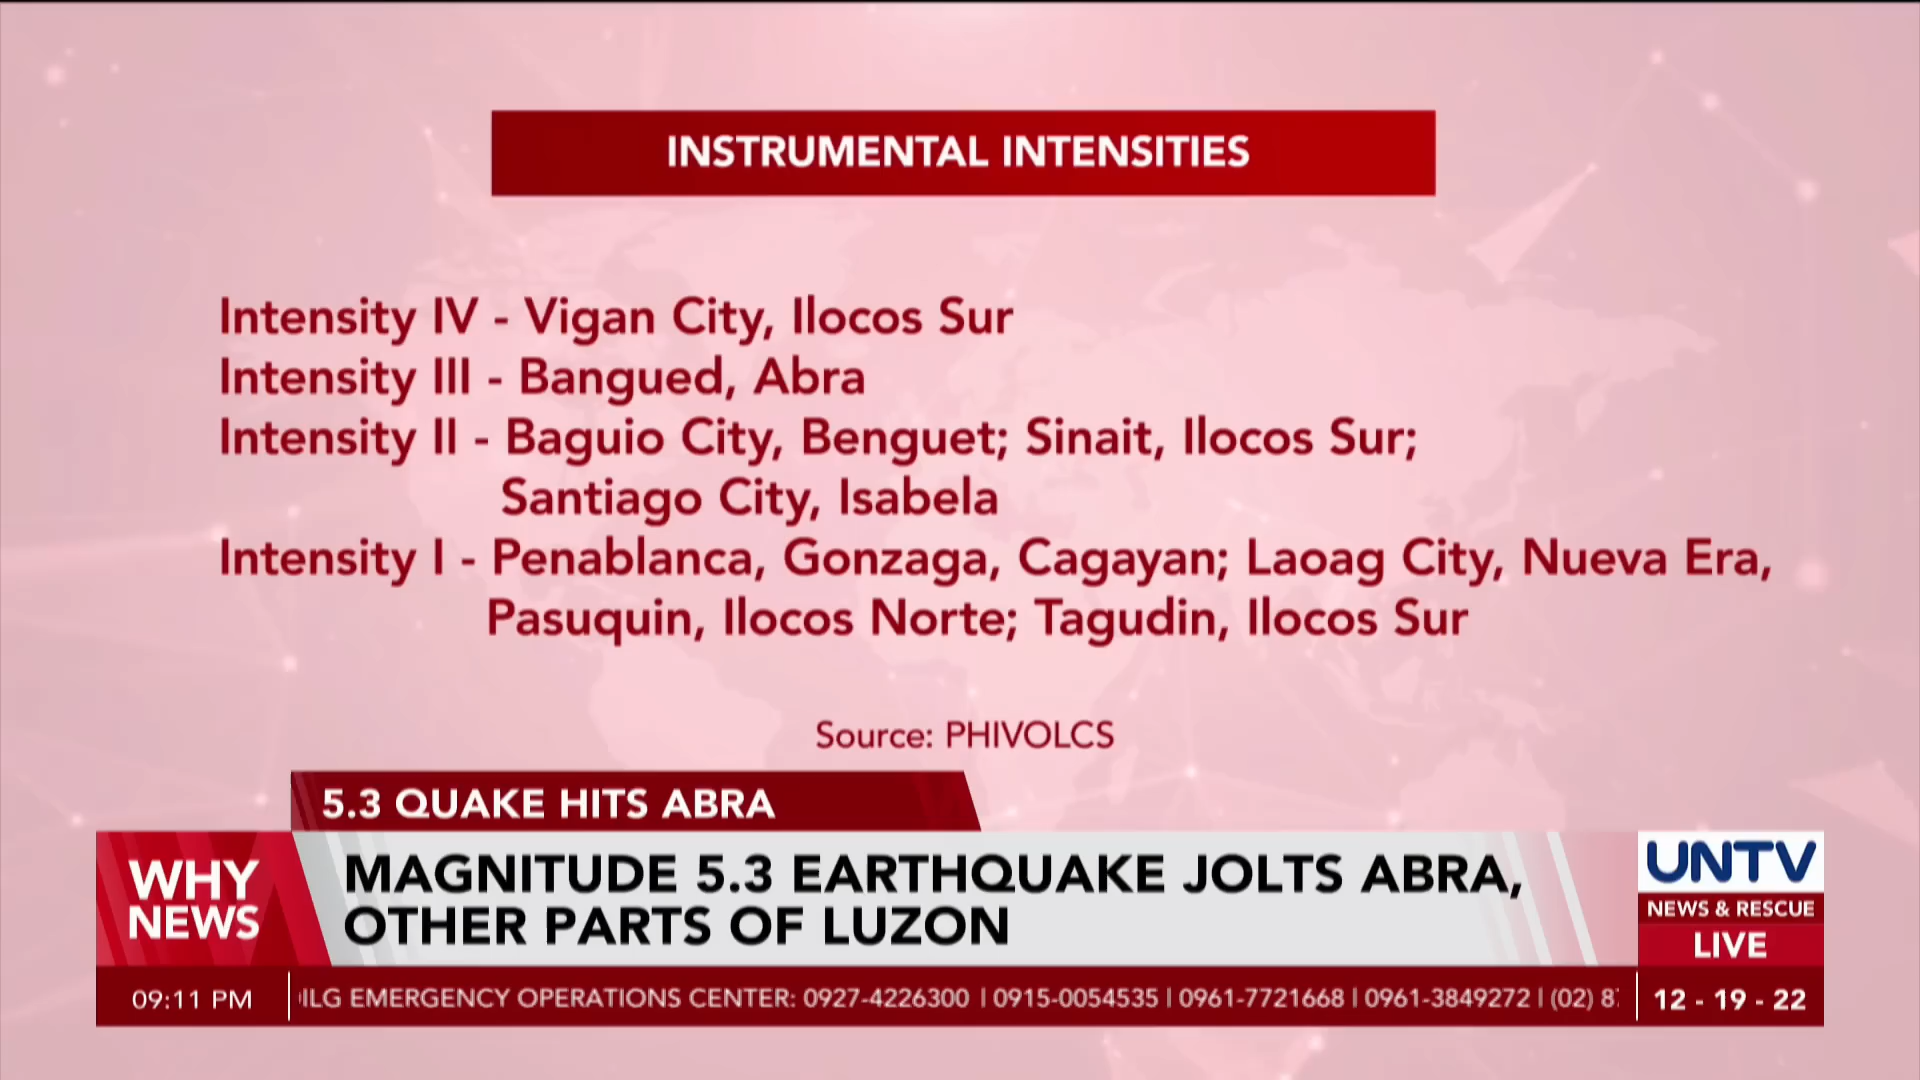 INSTRUMENTAL INTENSITIES
Intensity IV - Vigan City, Ilocos Sur
Intensity III - Bangued, Abra
Intensity II - Baguio City, Benguet; Sinait, Ilocos Sur;
Santiago City, Isabela
Intensity I - Penablanca, Gonzaga, Cagayan; Laoag City, Nueva Era,
Pasuquin, Ilocos Norte; Tagudin, Ilocos Sur
Source: PHIVOLCS
5.3 QUAKE HITS ABRA
WHY
NEWS
MAGNITUDE 5.3 EARTHQUAKE JOLTS ABRA,
OTHER PARTS OF LUZON
UNTV
NEWS & RESCUE
LIVE
09:11 PM
EMERGENCY OPERATIONS CENTER: 0927-4226300 | 0915-0054535 | 0961-7721668 | 0961-3849272 | (02)
12 - 19 - 22